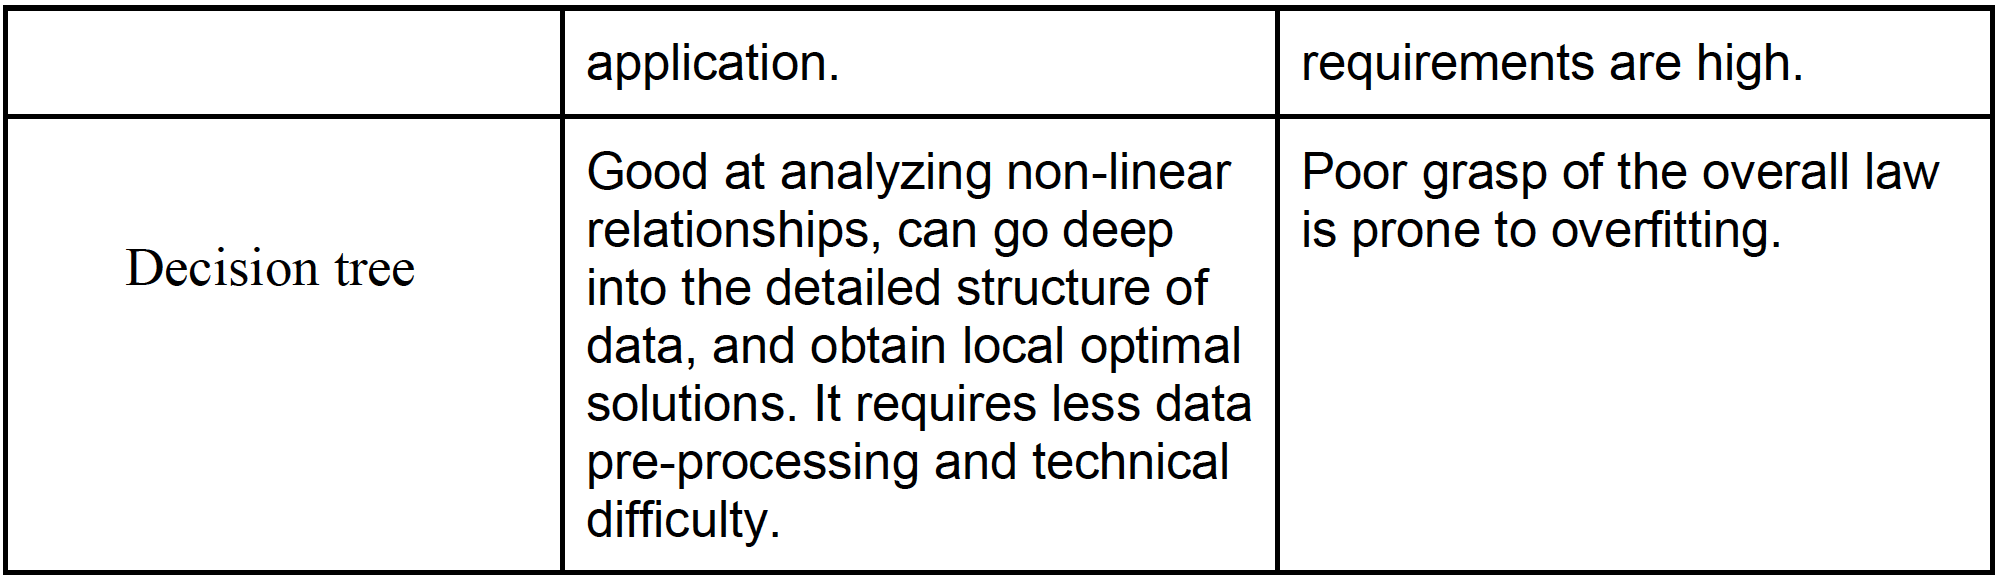 application.
requirements are high.
Decision tree
Good at analyzing non-linear
relationships, can go deep
into the detailed structure of
data, and obtain local optimal
solutions. It requires less data
pre-processing and technical
difficulty.
Poor grasp of the overall law
is prone to overfitting.